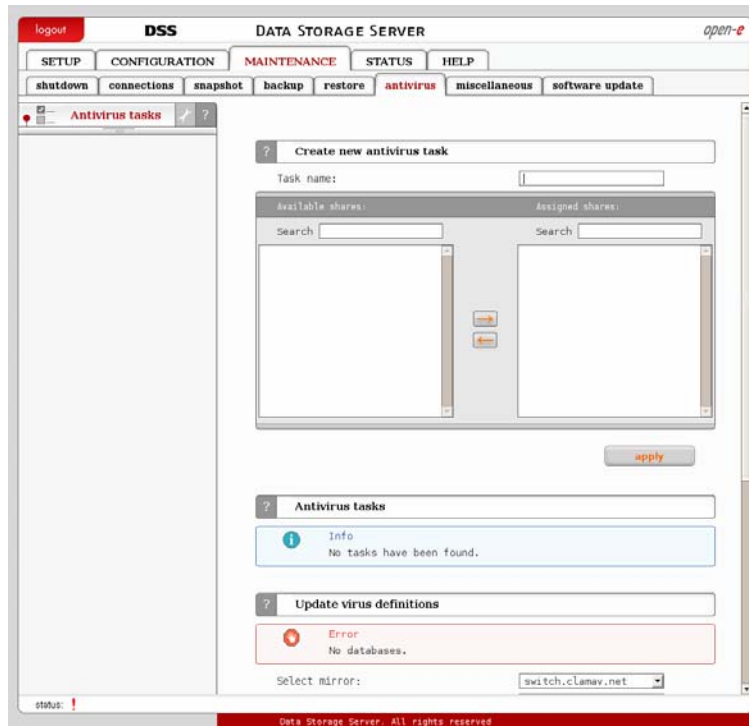 logout DSS DATA STORAGE SERVER open-e
SETUP CONFIGURATION MAINTENANCE STATUS HELP
shutdown connections snapshot backup restore antivirus miscellaneous software update
Antivirus tasks ?
? Create new antivirus task
Task name:
Available shares: Assigned shares:
Search Search
apply
? Antivirus tasks
Info
No tasks have been found.
? Update virus definitions
Error
No databases.
Select mirror: switch.clamav.net
status: !
Data Storage Server. All rights reserved